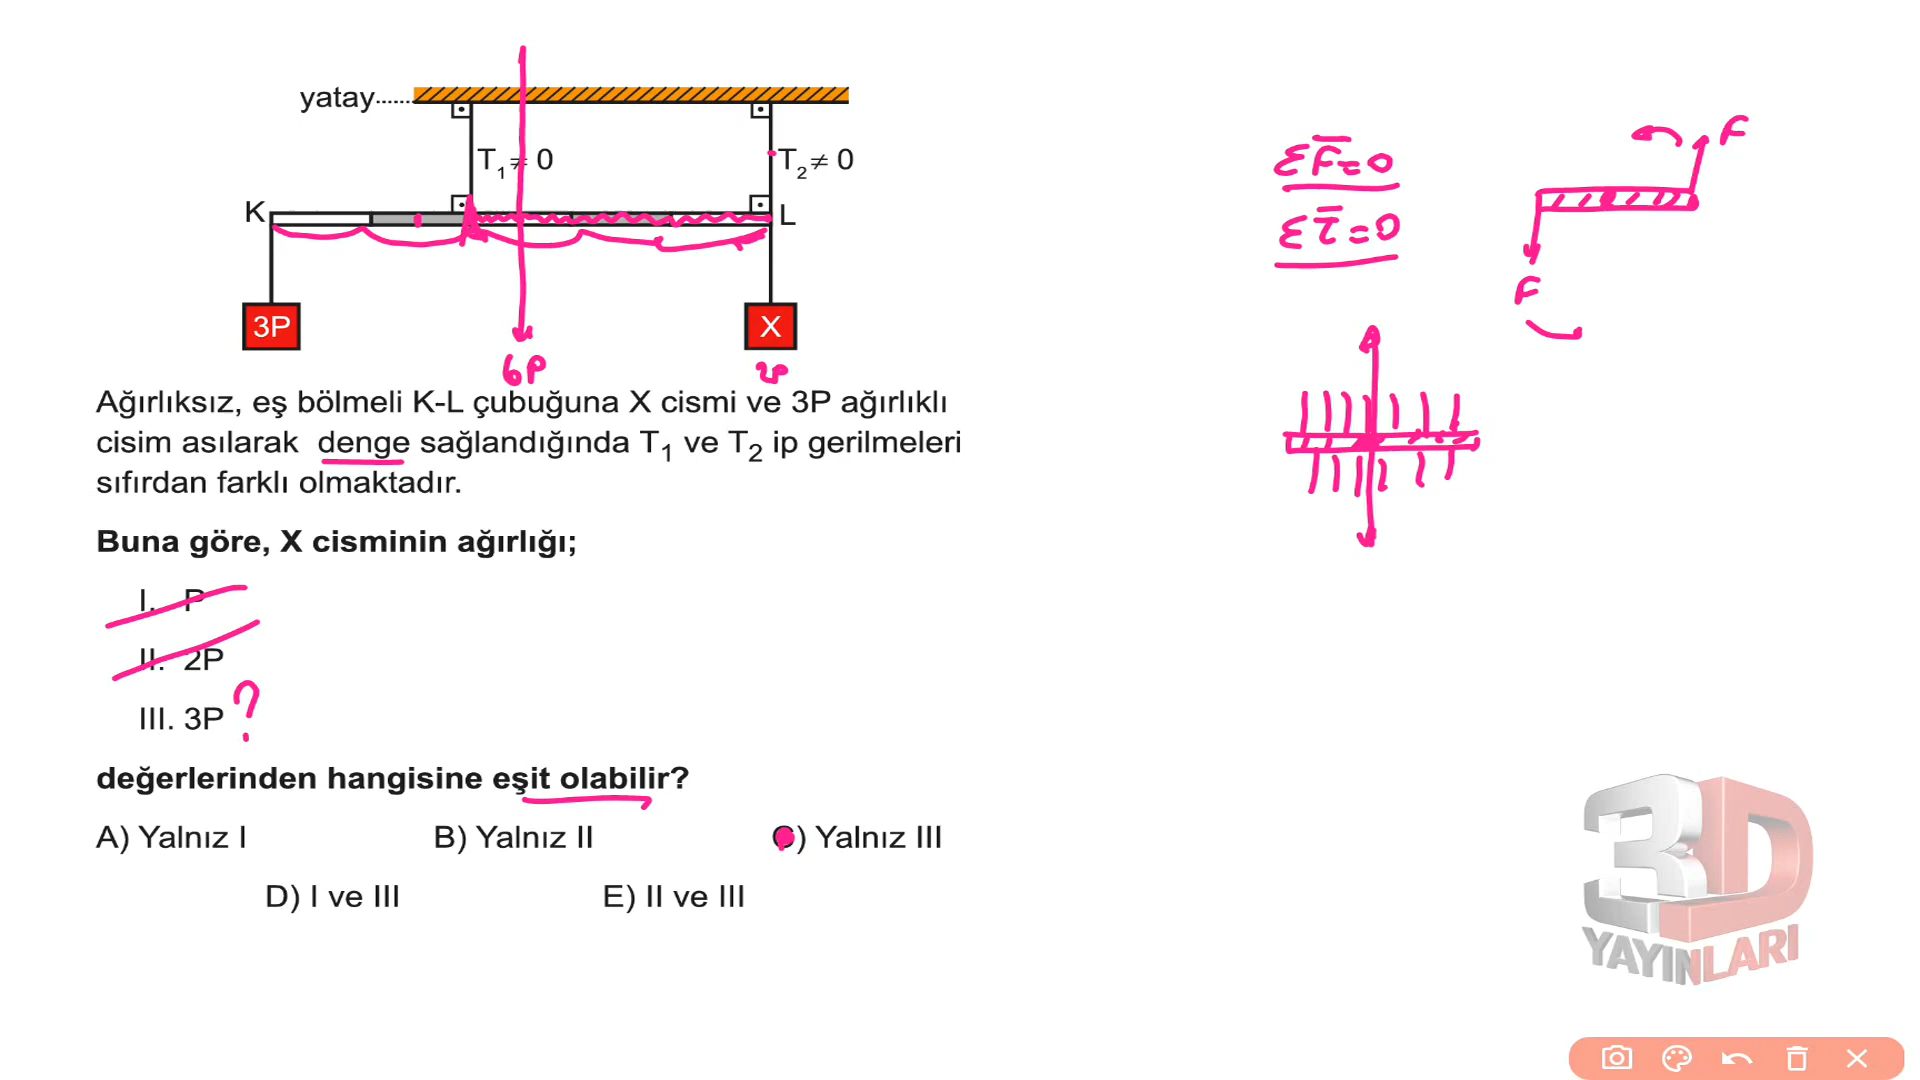 yatay.......
T1 ≠ 0
T2 ≠ 0
K
L
3P
X
6P
2P
Ağırlıksız, eş bölmeli K-L çubuğuna X cismi ve 3P ağırlıklı
cisim asılarak denge sağlandığında T1 ve T2 ip gerilmeleri
sıfırdan farklı olmaktadır.
Buna göre, X cisminin ağırlığı;
I. P
II. 2P
III. 3P ?
değerlerinden hangisine eşit olabilir?
A) Yalnız I B) Yalnız II C) Yalnız III
D) I ve III E) II ve III
ΣF=0
Στ=0
F
F
3D
YAYINLARI